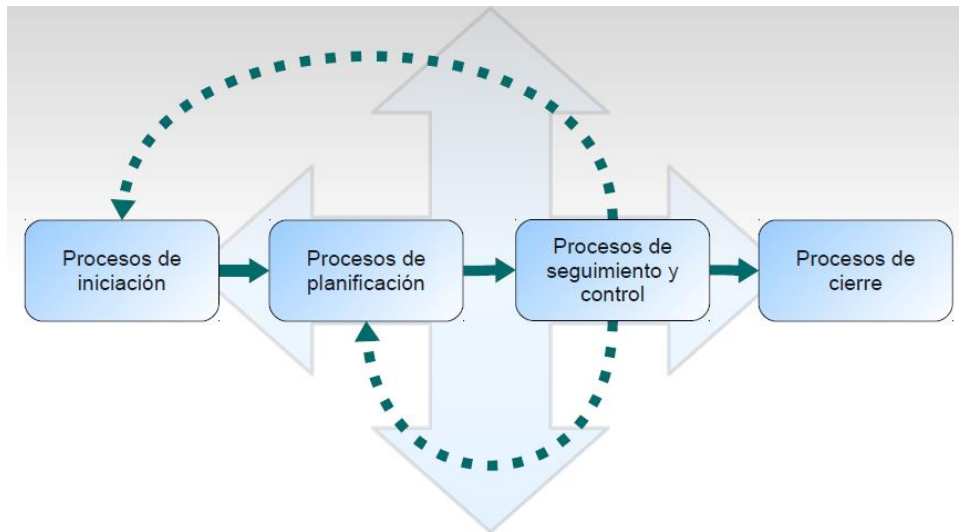 Procesos de
iniciación
Procesos de
planificación
Procesos de
seguimiento y
control
Procesos de
cierre